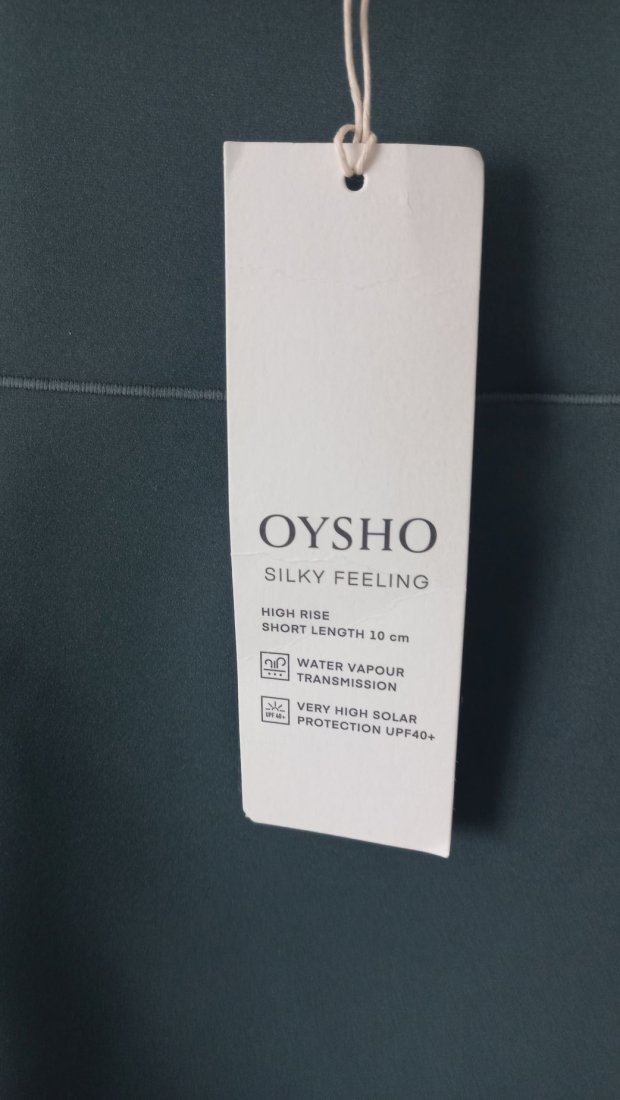 OYSHO
SILKY FEELING
HIGH RISE
SHORT LENGTH 10 cm
WATER VAPOUR
TRANSMISSION
UPF 40+
VERY HIGH SOLAR
PROTECTION UPF40+